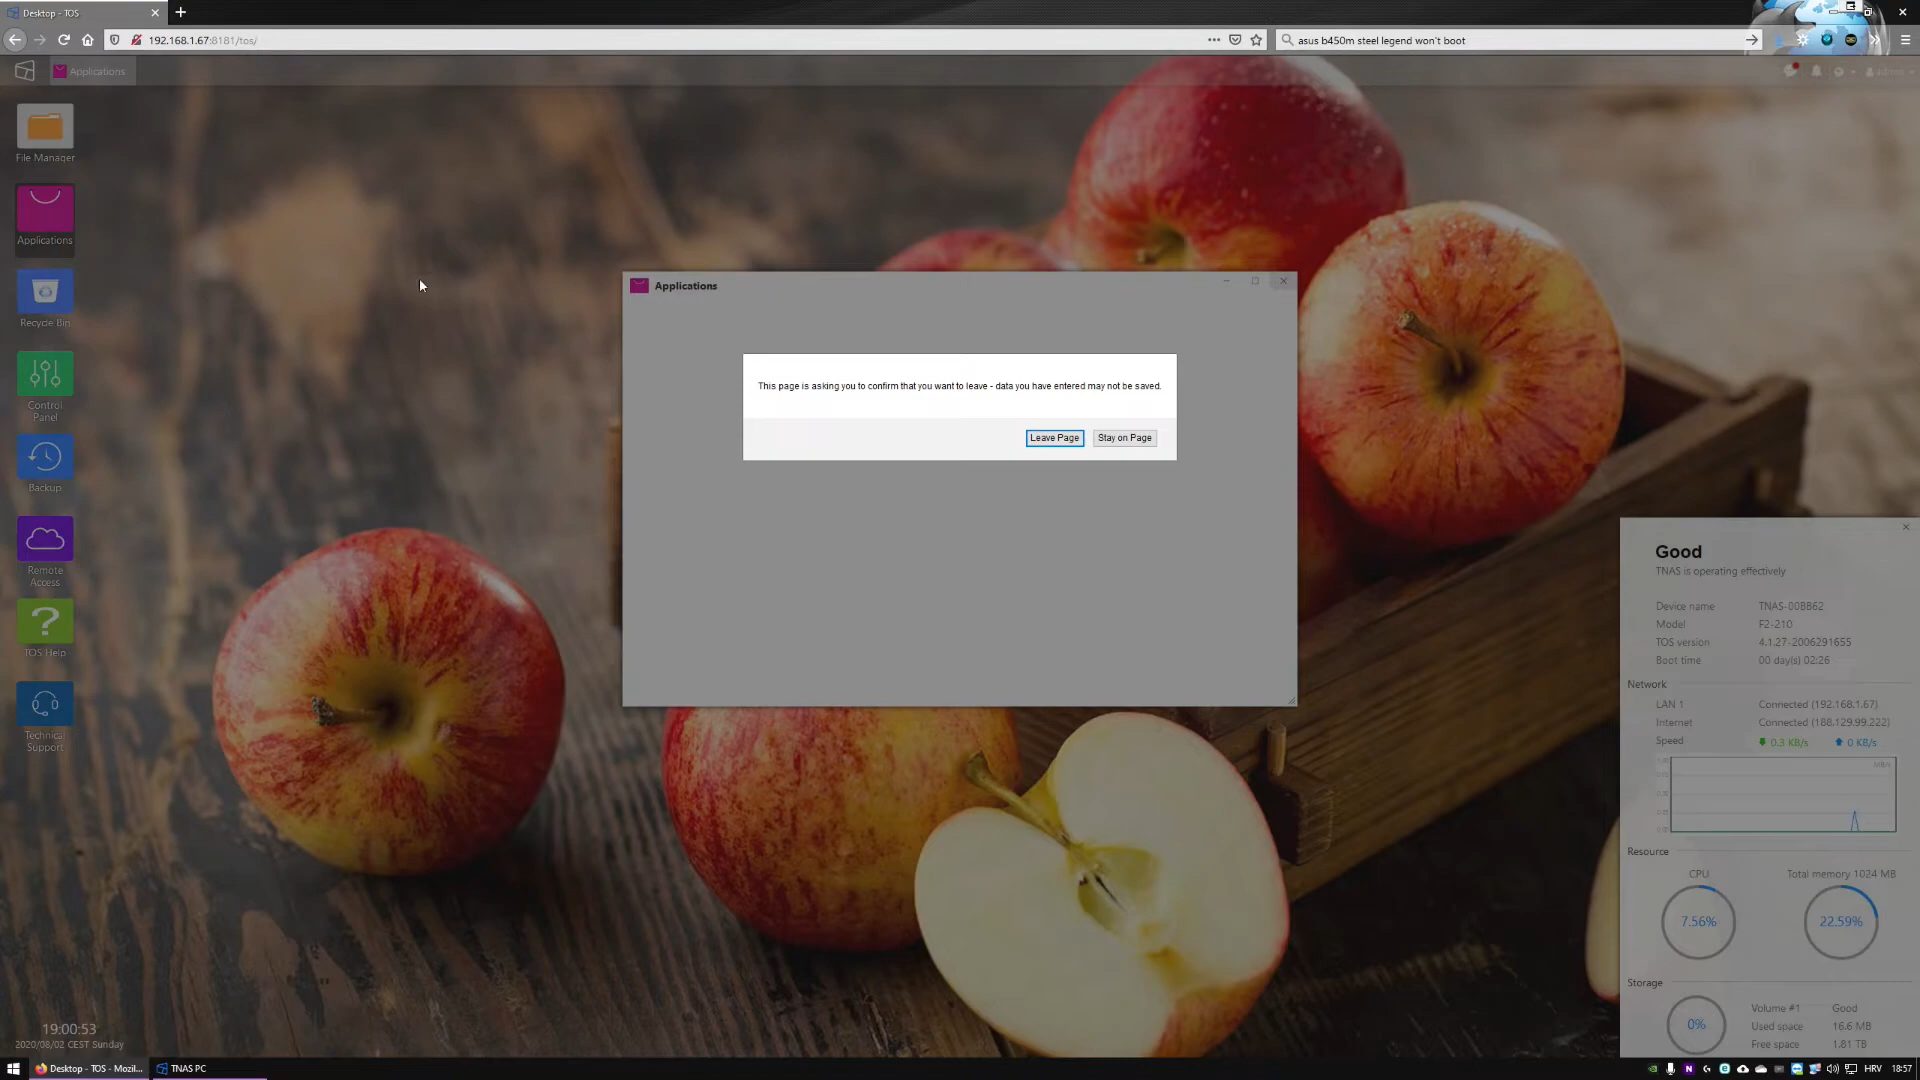 Desktop - TOS
192.168.1.67:8181/tos/
asus b450m steel legend won't boot
Applications
File Manager
Applications
Recycle Bin
Control
Panel
Backup
Remote
Access
TOS Help
Technical
Support
Applications
This page is asking you to confirm that you want to leave - data you have entered may not be saved.
Leave Page
Stay on Page
Good
TNAS is operating effectively
Device name TNAS-00BB62
Model F2-210
TOS version 4.1.27-2006291655
Boot time 00 day(s) 02:26
Network
LAN 1 Connected (192.168.1.67)
Internet Connected (188.129.99.222)
Speed 0.3 KB/s 0 KB/s
Resource
CPU Total memory 1024 MB
7.56% 22.59%
Storage
0%
Volume #1 Good
Used space 16.6 MB
Free space 1.81 TB
19:00:53
2020/08/02 CEST Sunday
Desktop - TOS - Mozil...
TNAS PC
HRV
18:57